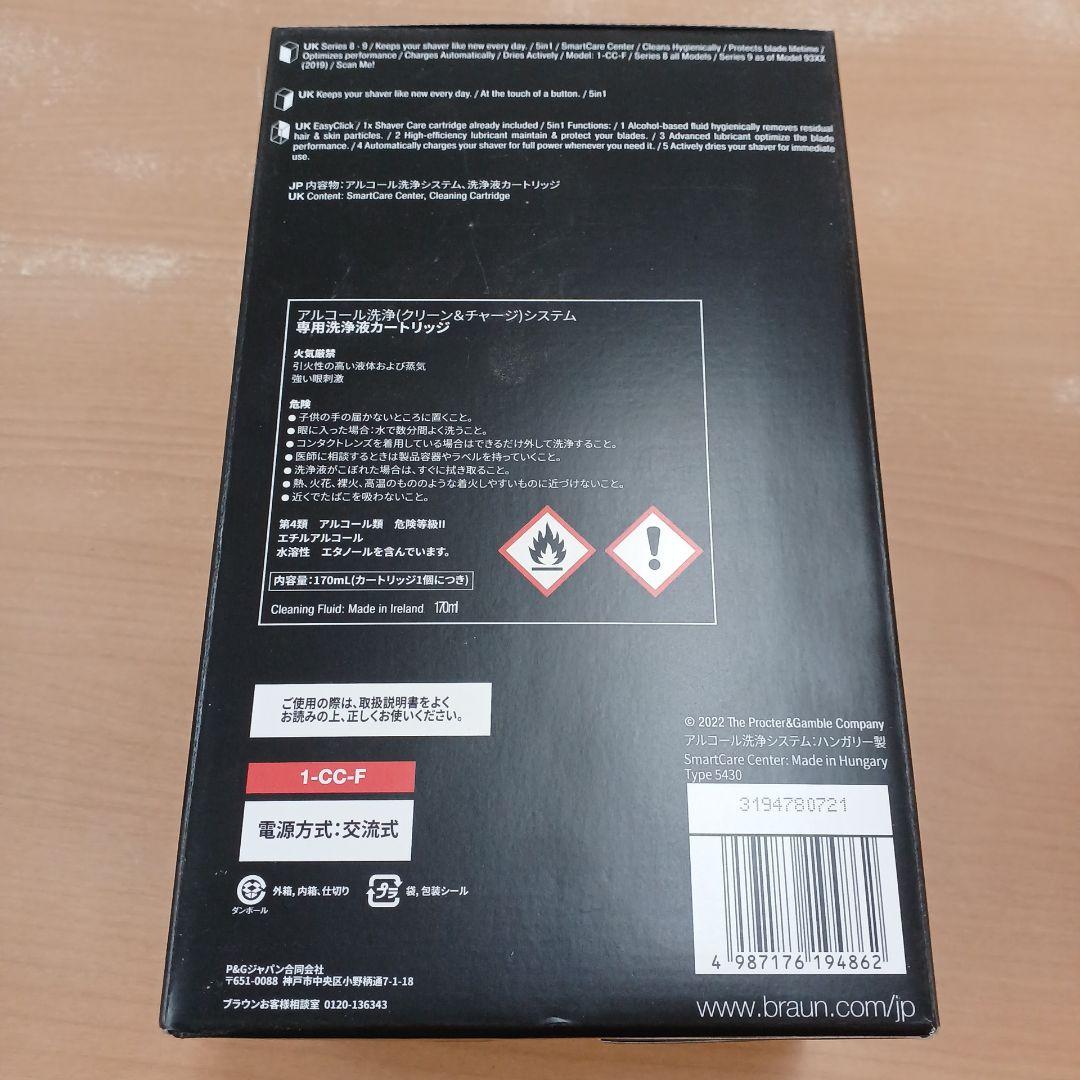 UK Series 8 - 9 / Keeps your shaver like new every day. / 5in1 / SmartCare Center / Cleans Hygienically / Protects blade lifetime /
Optimizes performance / Charges Automatically / Dries Actively / Model: 1-CC-F / Series 8 all Models / Series 9 as of Model 93XX
(2019) / Scan Me!
UK Keeps your shaver like new every day. / At the touch of a button. / 5in1
UK EasyClick / 1x Shaver Care cartridge already included / 5in1 Functions: / 1 Alcohol-based fluid hygienically removes residual
hair & skin particles. / 2 High-efficiency lubricant maintain & protect your blades. / 3 Advanced lubricant optimize the blade
performance. / 4 Automatically charges your shaver for full power whenever you need it. / 5 Actively dries your shaver for immediate
use.
JP 内容物：アルコール洗浄システム、洗浄液カートリッジ
UK Content: SmartCare Center, Cleaning Cartridge
アルコール洗浄(クリーン&チャージ)システム
専用洗浄液カートリッジ
火気厳禁
引火性の高い液体および蒸気
強い眼刺激
危険
●子供の手の届かないところに置くこと。
●眼に入った場合：水で数分間よく洗うこと。
●コンタクトレンズを着用している場合はできるだけ外して洗浄すること。
●医師に相談するときは製品容器やラベルを持っていくこと。
●洗浄液がこぼれた場合は、すぐに拭き取ること。
●熱、火花、裸火、高温のもののような着火しやすいものに近づけないこと。
●近くでたばこを吸わないこと。
第4類 アルコール類 危険等級II
エチルアルコール
水溶性 エタノールを含んでいます。
内容量：170mL(カートリッジ1個につき)
Cleaning Fluid: Made in Ireland 170ml
ご使用の際は、取扱説明書をよく
お読みの上、正しくお使いください。
© 2022 The Procter&Gamble Company
アルコール洗浄システム：ハンガリー製
SmartCare Center: Made in Hungary
Type 5430
1-CC-F
3194780721
電源方式：交流式
外箱, 内箱、仕切り
ダンボール
プラ
袋, 包装シール
4 987176 194862
P&Gジャパン合同会社
〒651-0088 神戸市中央区小野柄通7-1-18
ブラウンお客様相談室 0120-136343
www.braun.com/jp